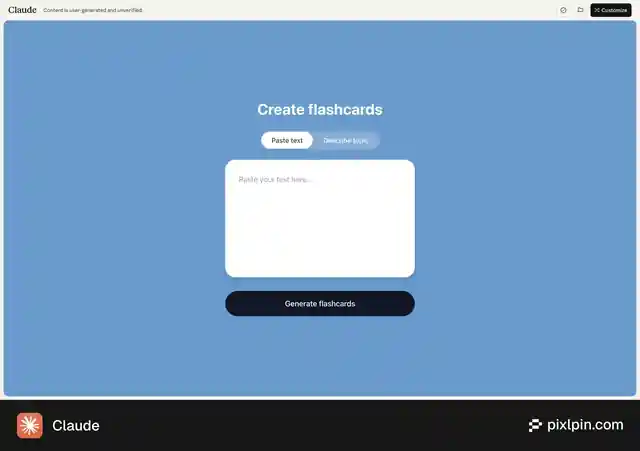 Claude Content is user-generated and unverified. Customize
Create flashcards
Paste text Describe topic
Paste your text here...
Generate flashcards
Claude pixlpin.com